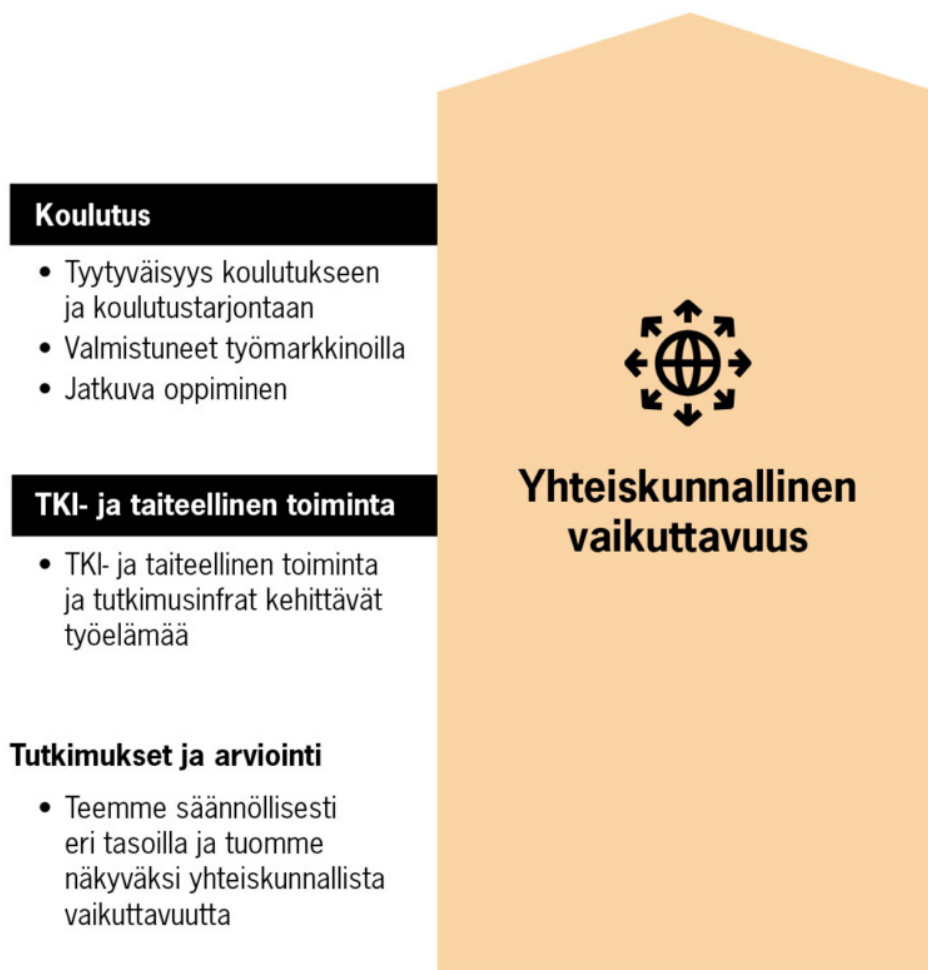 Koulutus
• Tyytyväisyys koulutukseen
ja koulutustarjontaan
• Valmistuneet työmarkkinoilla
• Jatkuva oppiminen
TKI- ja taiteellinen toiminta
• TKI- ja taiteellinen toiminta
ja tutkimusinfrat kehittävät
työelämää
Tutkimukset ja arviointi
• Teemme säännöllisesti
eri tasoilla ja tuomme
näkyväksi yhteiskunnallista
vaikuttavuutta
Yhteiskunnallinen
vaikuttavuus